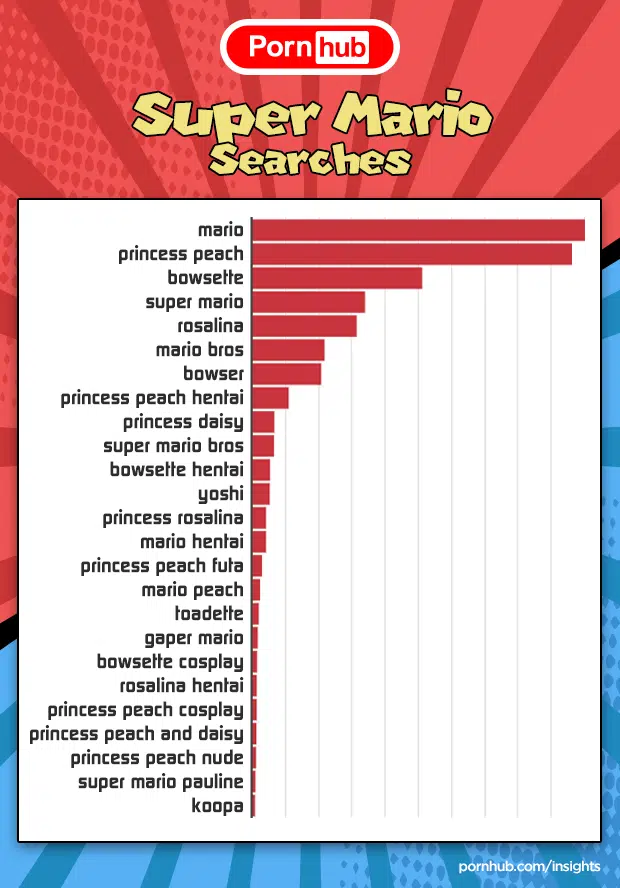 Pornhub
Super Mario
Searches
mario
princess peach
bowsette
super mario
rosalina
mario bros
bowser
princess peach hentai
princess daisy
super mario bros
bowsette hentai
yoshi
princess rosalina
mario hentai
princess peach futa
mario peach
toadette
gaper mario
bowsette cosplay
rosalina hentai
princess peach cosplay
princess peach and daisy
princess peach nude
super mario pauline
koopa
pornhub.com/insights